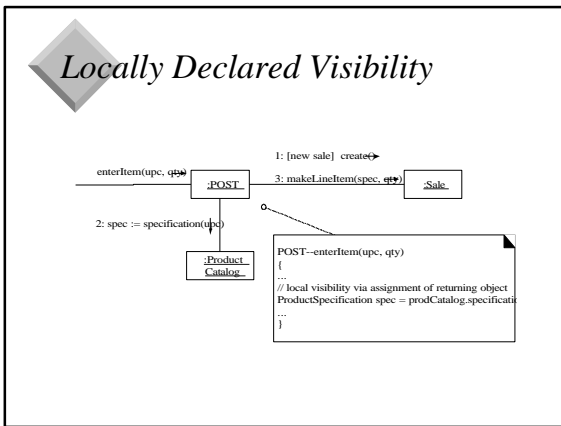 Locally Declared Visibility
1: [new sale] create()
enterItem(upc, qty)
:POST
3: makeLineItem(spec, qty)
:Sale
2: spec := specification(upc)
:Product
Catalog
POST--enterItem(upc, qty)
{
...
// local visibility via assignment of returning object
ProductSpecification spec = prodCatalog.specificatio
...
}